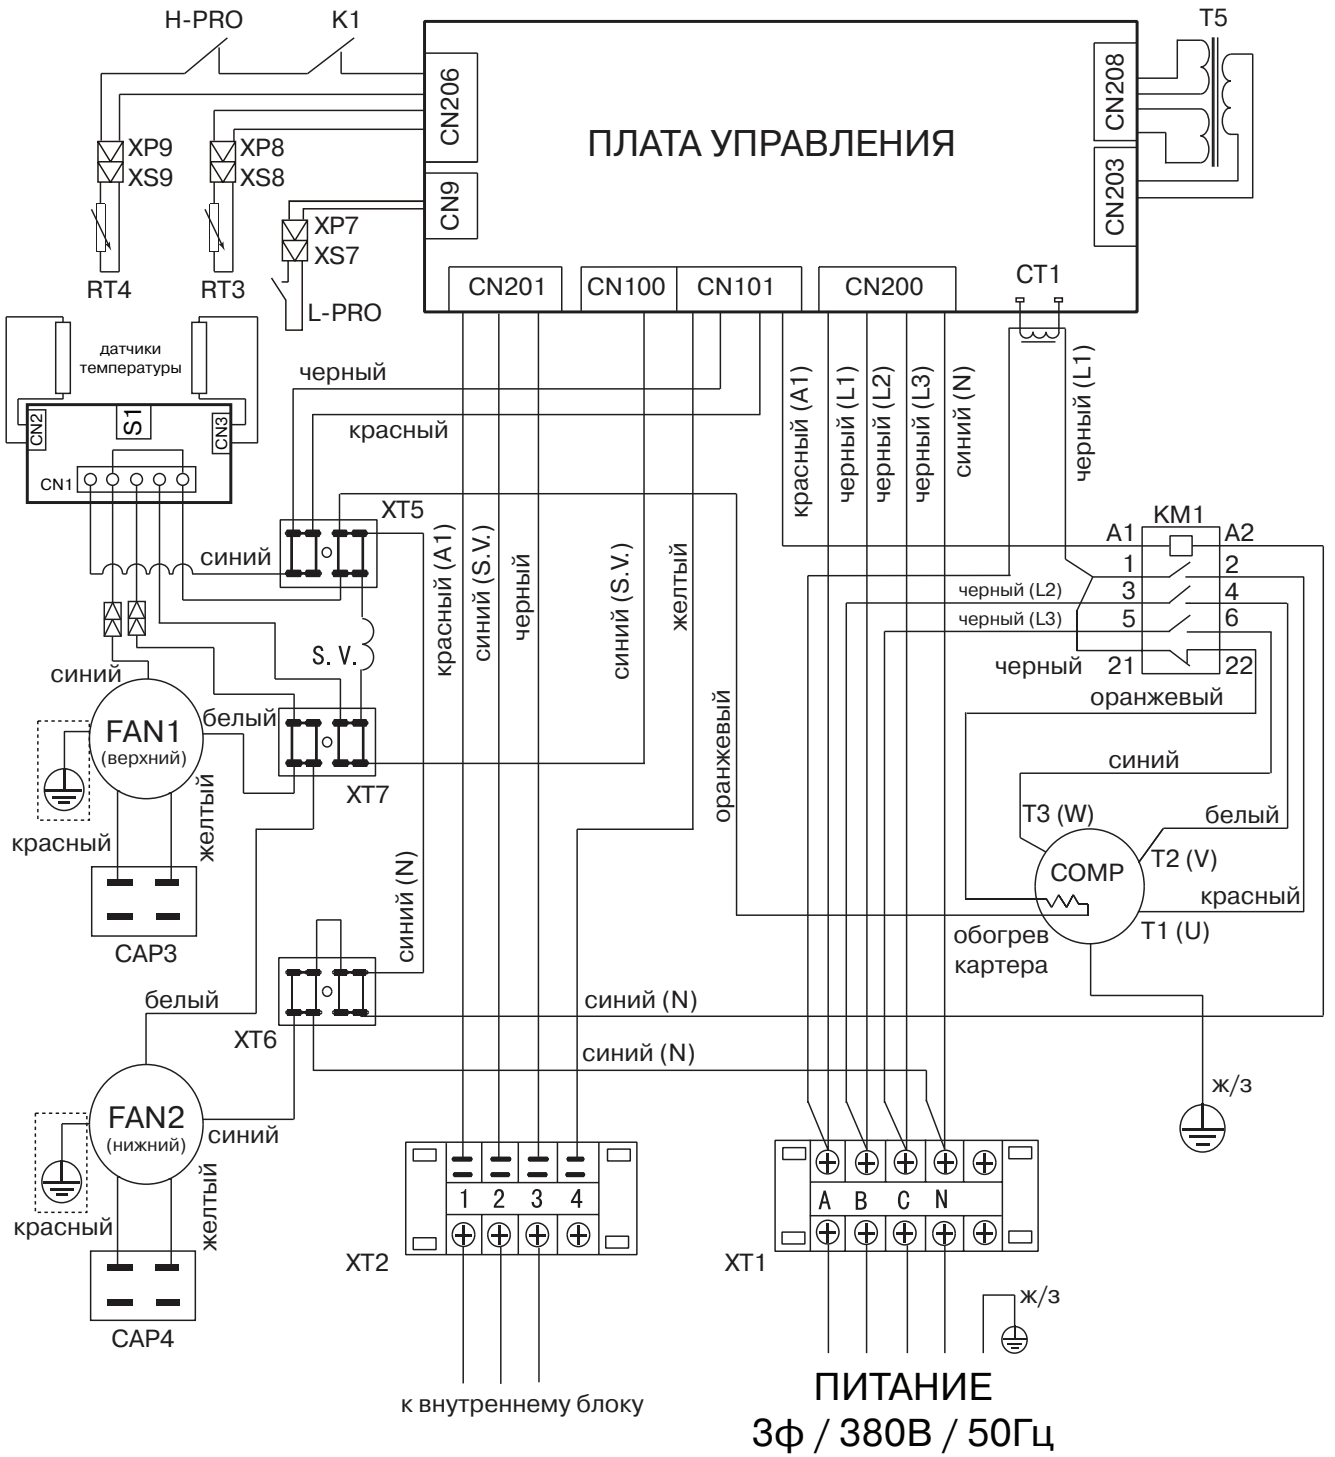 H-PRO
K1
T5
CN206
CN208
ПЛАТА УПРАВЛЕНИЯ
XP9
XS9
XP8
XS8
CN9
CN203
XP7
XS7
RT4
RT3
L-PRO
CN201
CN100
CN101
CN200
CT1
датчики
температуры
черный
красный
красный (A1)
черный (L1)
черный (L2)
черный (L3)
синий (N)
черный (L1)
CN2
S1
CN3
CN1
XT5
синий
красный (A1)
синий (S.V.)
черный
синий (S.V.)
желтый
KM1
A1
A2
1
2
черный (L2)
3
4
черный (L3)
5
6
черный
21
22
S. V.
синий
FAN1
(верхний)
белый
XT7
оранжевый
оранжевый
синий
T3 (W)
белый
COMP
T2 (V)
красный
T1 (U)
обогрев
картера
красный
желтый
CAP3
синий (N)
белый
XT6
синий (N)
синий (N)
ж/з
FAN2
(нижний)
синий
красный
желтый
CAP4
1
2
3
4
XT2
A
B
C
N
XT1
ж/з
к внутреннему блоку
ПИТАНИЕ
3ф / 380В / 50Гц